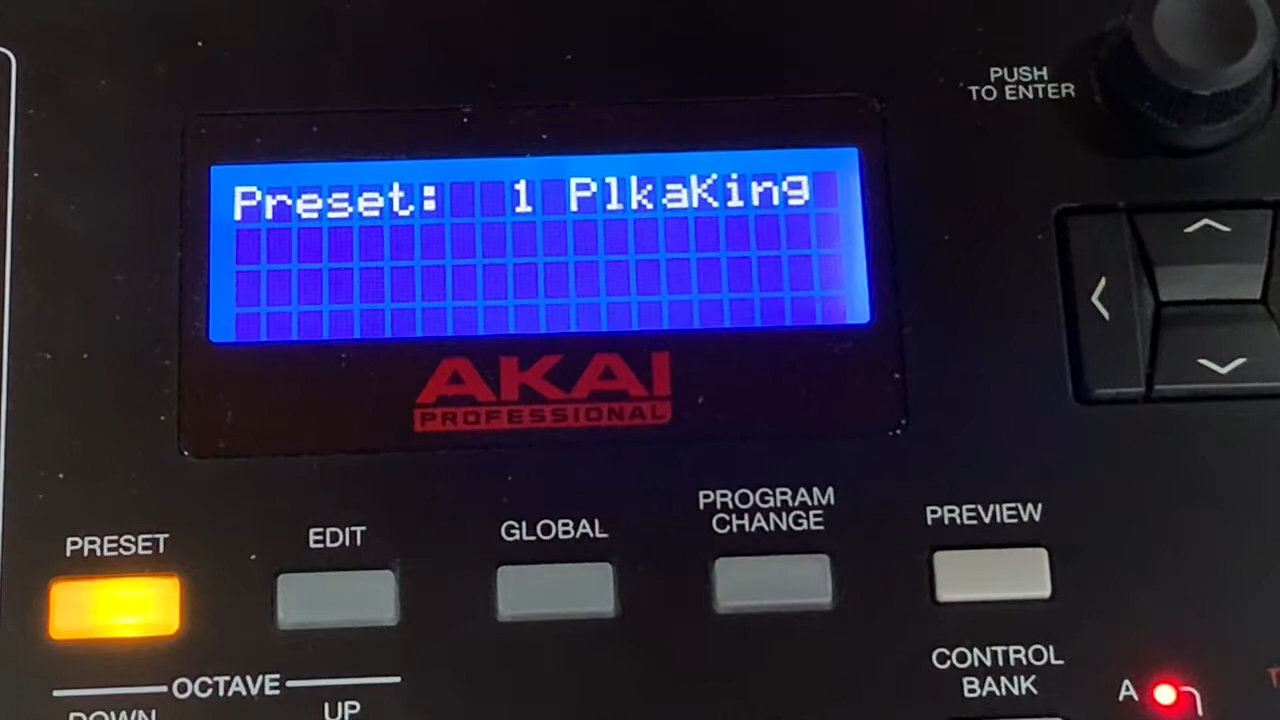 PUSH
TO ENTER
Preset: 1 PlkaKing
AKAI
PROFESSIONAL
PRESET
EDIT
GLOBAL
PROGRAM
CHANGE
PREVIEW
OCTAVE
DOWN
UP
CONTROL
BANK
A